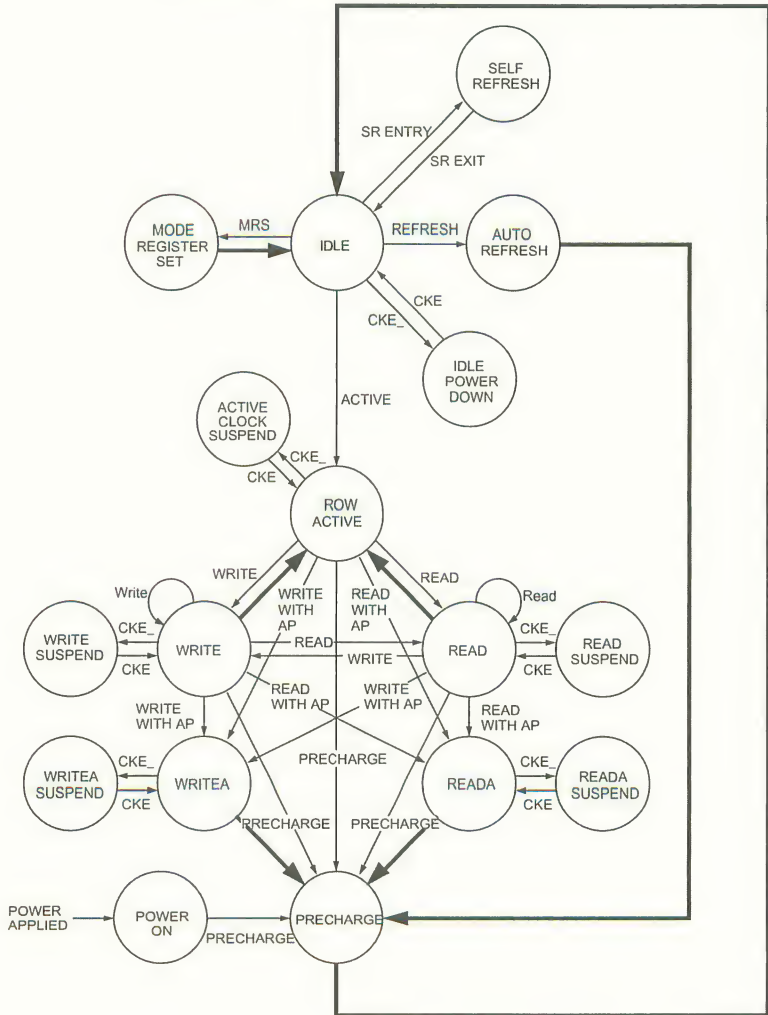 SELF
REFRESH
SR ENTRY
SR EXIT
MODE
REGISTER
SET
MRS
IDLE
REFRESH
AUTO
REFRESH
CKE
CKE_
IDLE
POWER
DOWN
ACTIVE
ACTIVE
CLOCK
SUSPEND
CKE_
CKE
ROW
ACTIVE
WRITE
WRITE
WITH
AP
READ
WITH
AP
READ
Write
Read
WRITE
SUSPEND
CKE_
CKE
WRITE
READ
WRITE
READ
CKE_
CKE
READ
SUSPEND
READ
WITH AP
WRITE
WITH AP
WRITE
WITH AP
READ
WITH AP
WRITEA
SUSPEND
CKE_
CKE
WRITEA
PRECHARGE
READA
CKE_
CKE
READA
SUSPEND
PRECHARGE
PRECHARGE
POWER
APPLIED
POWER
ON
PRECHARGE
PRECHARGE